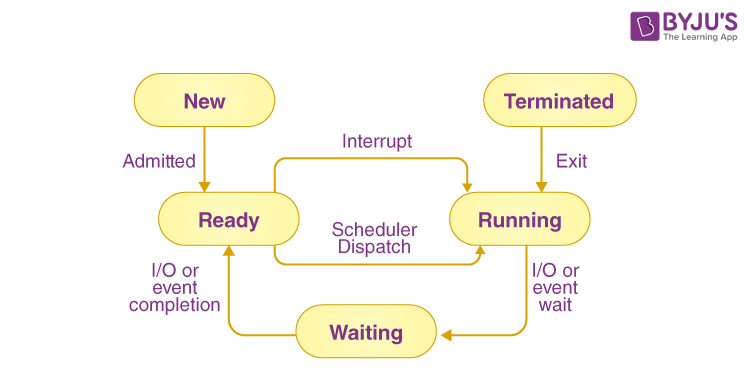 BYJU'S
The Learning App
New
Terminated
Admitted
Interrupt
Exit
Ready
Running
Scheduler
Dispatch
I/O or
event
completion
I/O or
event
wait
Waiting